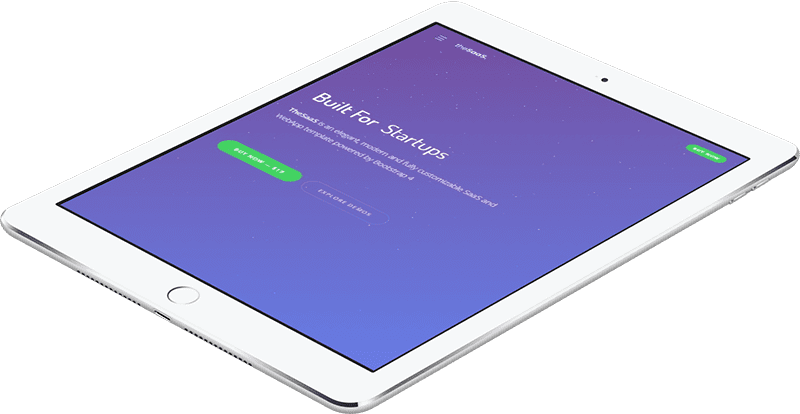 theSaaS.
BUY NOW
Built For Startups
TheSaaS is an elegant, modern and fully customizable SaaS and
WebApp template powered by Bootstrap 4
BUY NOW — $19
EXPLORE DEMOS